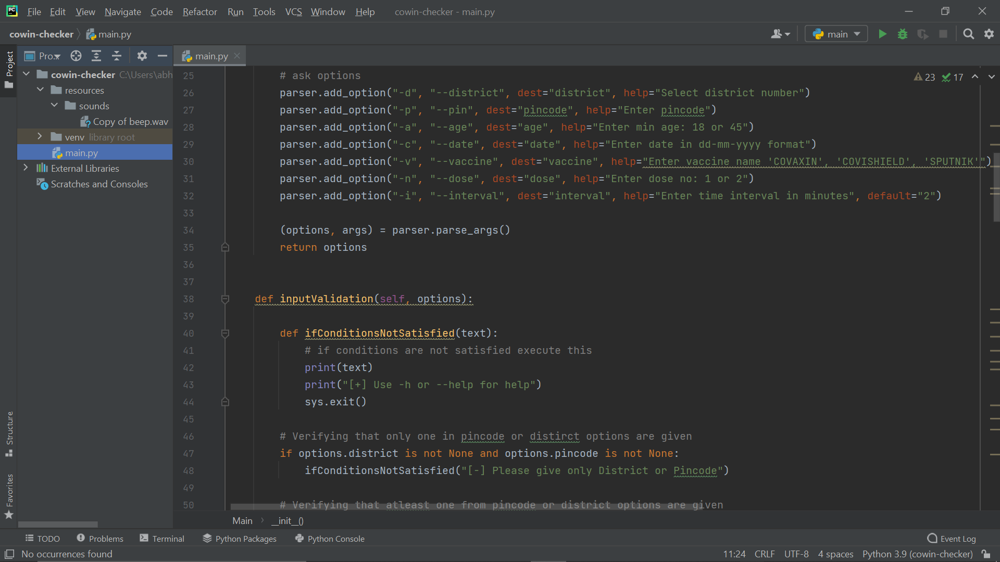 PC File Edit View Navigate Code Refactor Run Tools VCS Window Help cowin-checker - main.py
cowin-checker main.py main
Project
Pro...
cowin-checker C:\Users\abh
resources
sounds
Copy of beep.wav
venv library root
main.py
External Libraries
Scratches and Consoles
Structure
Favorites
main.py
23 17
25 # ask options
26 parser.add_option("-d", "--district", dest="district", help="Select district number")
27 parser.add_option("-p", "--pin", dest="pincode", help="Enter pincode")
28 parser.add_option("-a", "--age", dest="age", help="Enter min age: 18 or 45")
29 parser.add_option("-c", "--date", dest="date", help="Enter date in dd-mm-yyyy format")
30 parser.add_option("-v", "--vaccine", dest="vaccine", help="Enter vaccine name 'COVAXIN', 'COVISHIELD', 'SPUTNIK'")
31 parser.add_option("-n", "--dose", dest="dose", help="Enter dose no: 1 or 2")
32 parser.add_option("-i", "--interval", dest="interval", help="Enter time interval in minutes", default="2")
33
34 (options, args) = parser.parse_args()
35 return options
36
37
38 def inputValidation(self, options):
39
40 def ifConditionsNotSatisfied(text):
41 # if conditions are not satisfied execute this
42 print(text)
43 print("[+] Use -h or --help for help")
44 sys.exit()
45
46 # Verifying that only one in pincode or distirct options are given
47 if options.district is not None and options.pincode is not None:
48 ifConditionsNotSatisfied("[-] Please give only District or Pincode")
49
50 # Verifying that atleast one from pincode or district options are given
Main __init__()
TODO Problems Terminal Python Packages Python Console Event Log
No occurrences found 11:24 CRLF UTF-8 4 spaces Python 3.9 (cowin-checker)